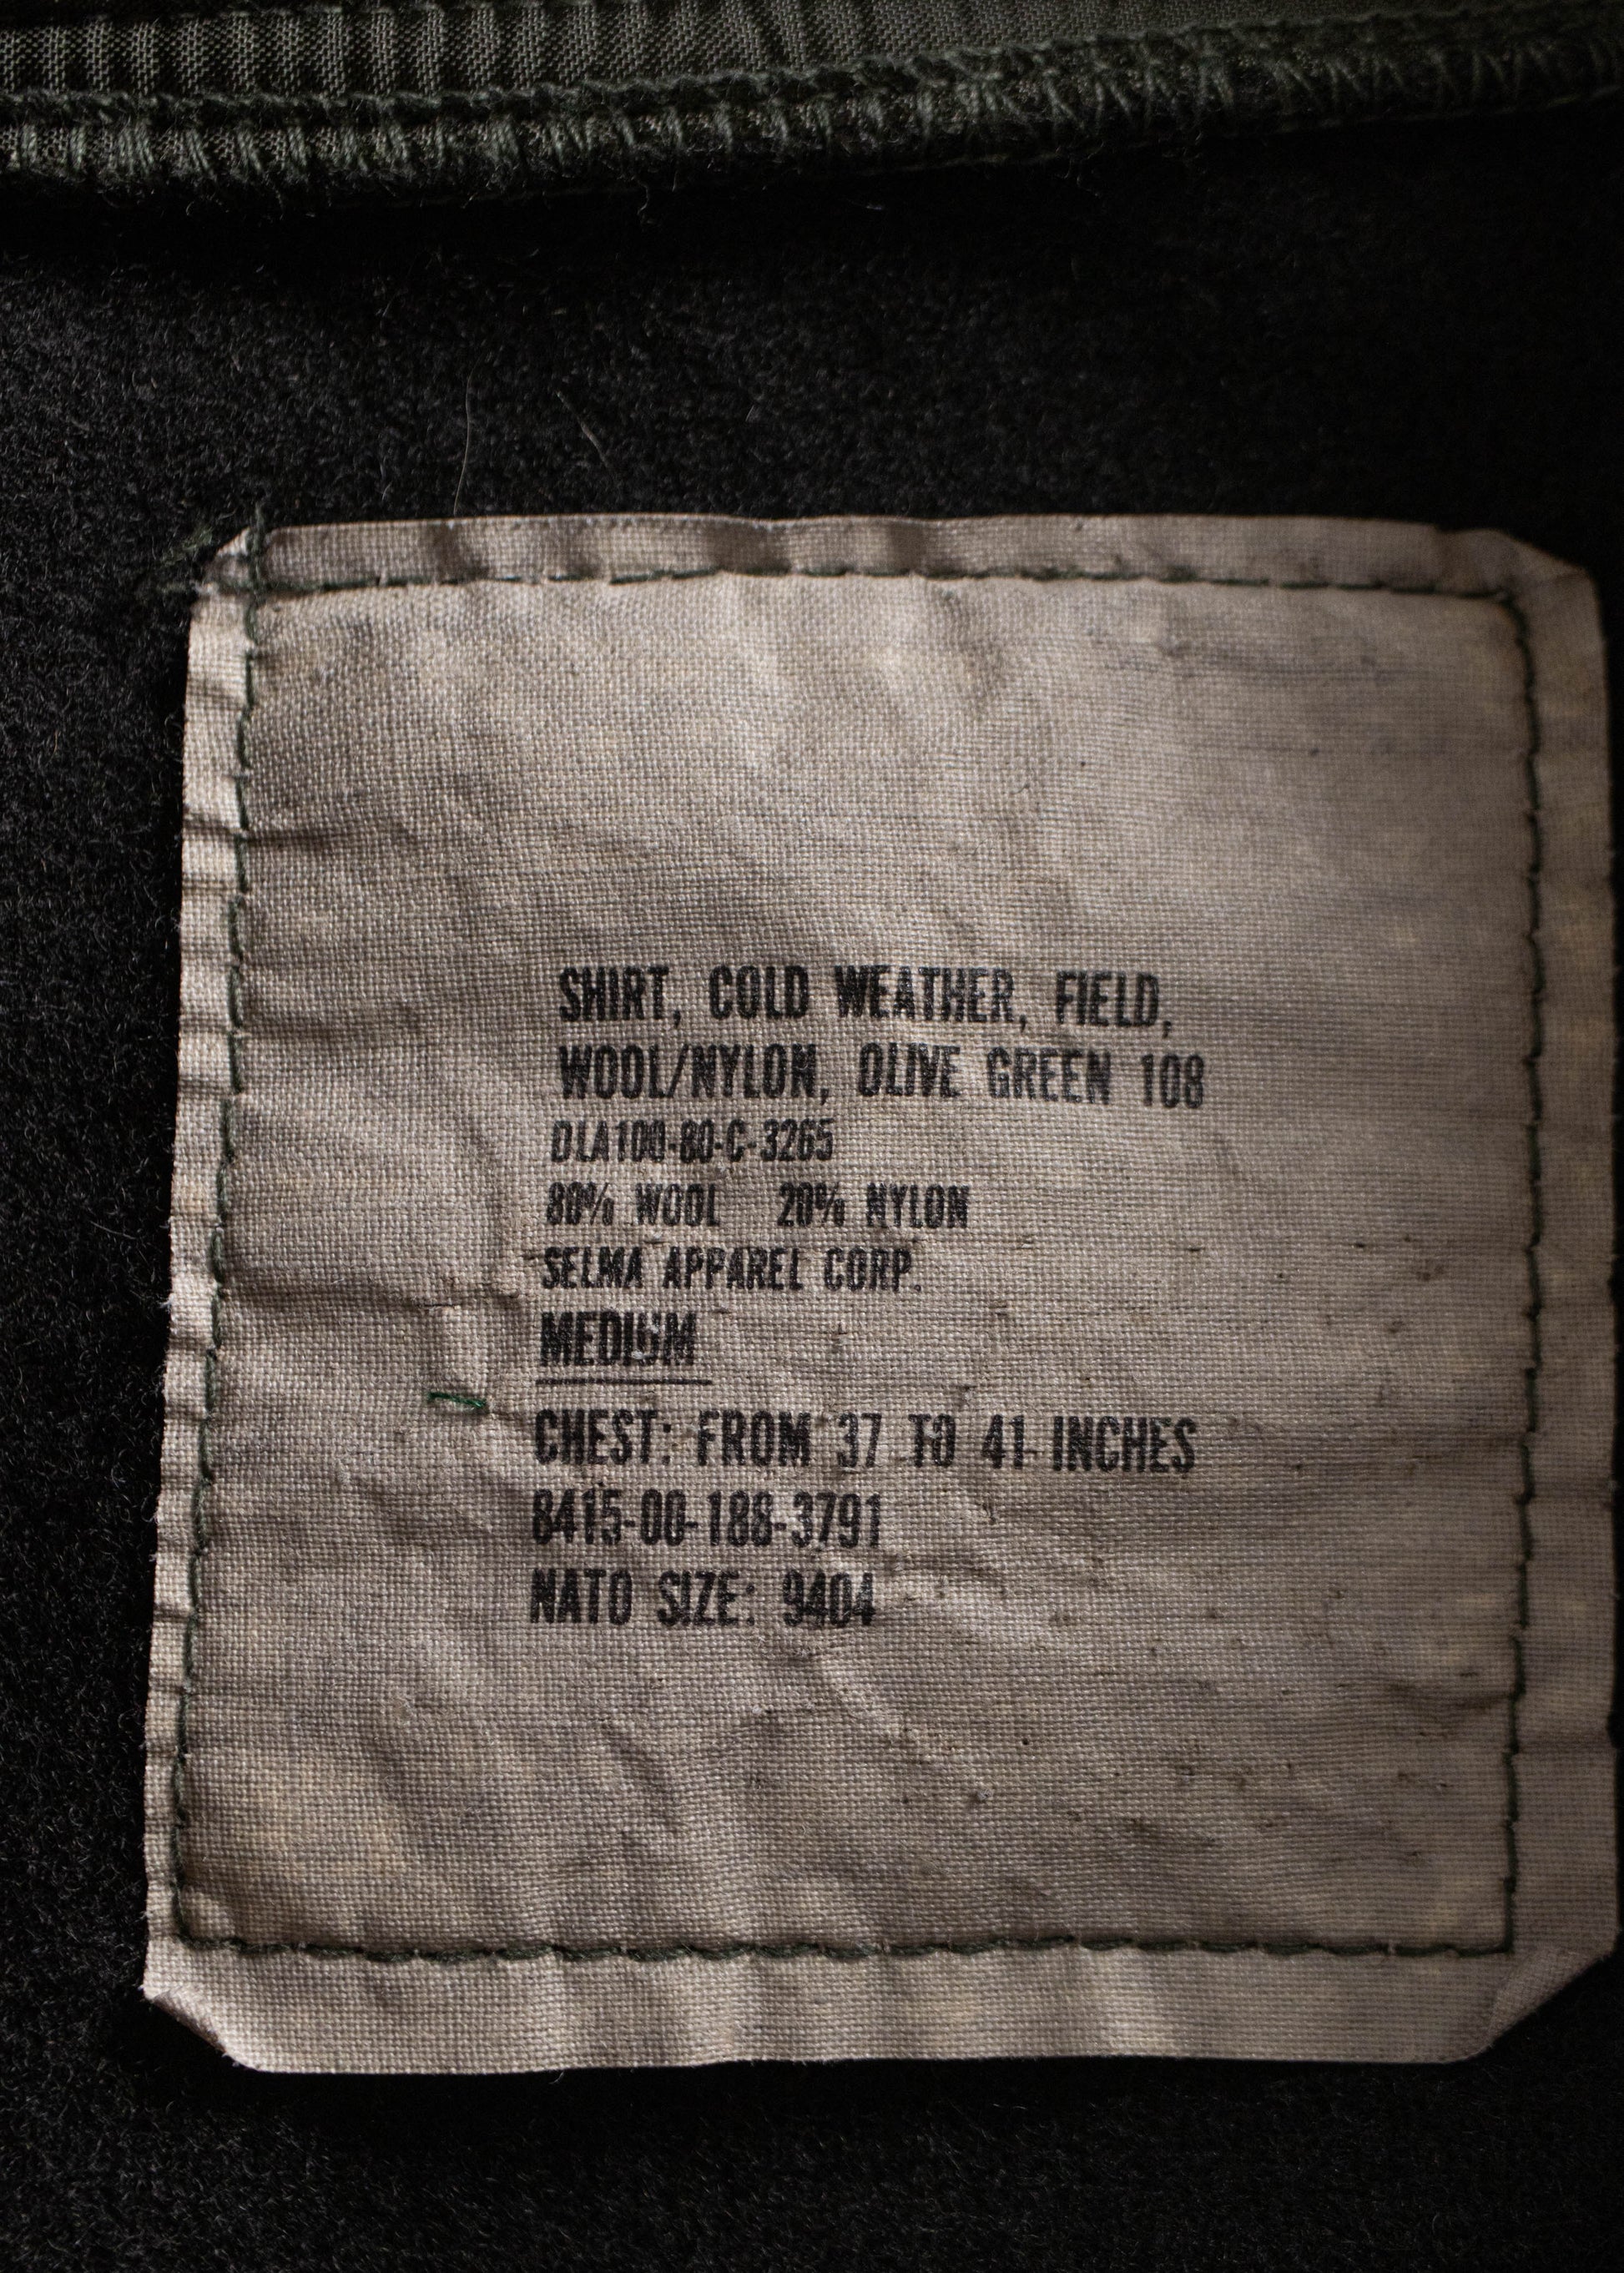 SHIRT, COLD WEATHER, FIELD,
WOOL/NYLON, OLIVE GREEN 108
DLA100-80-C-3265
80% WOOL 20% NYLON
SELMA APPAREL CORP.
MEDIUM
CHEST: FROM 37 TO 41 INCHES
8415-00-188-3791
NATO SIZE: 9404